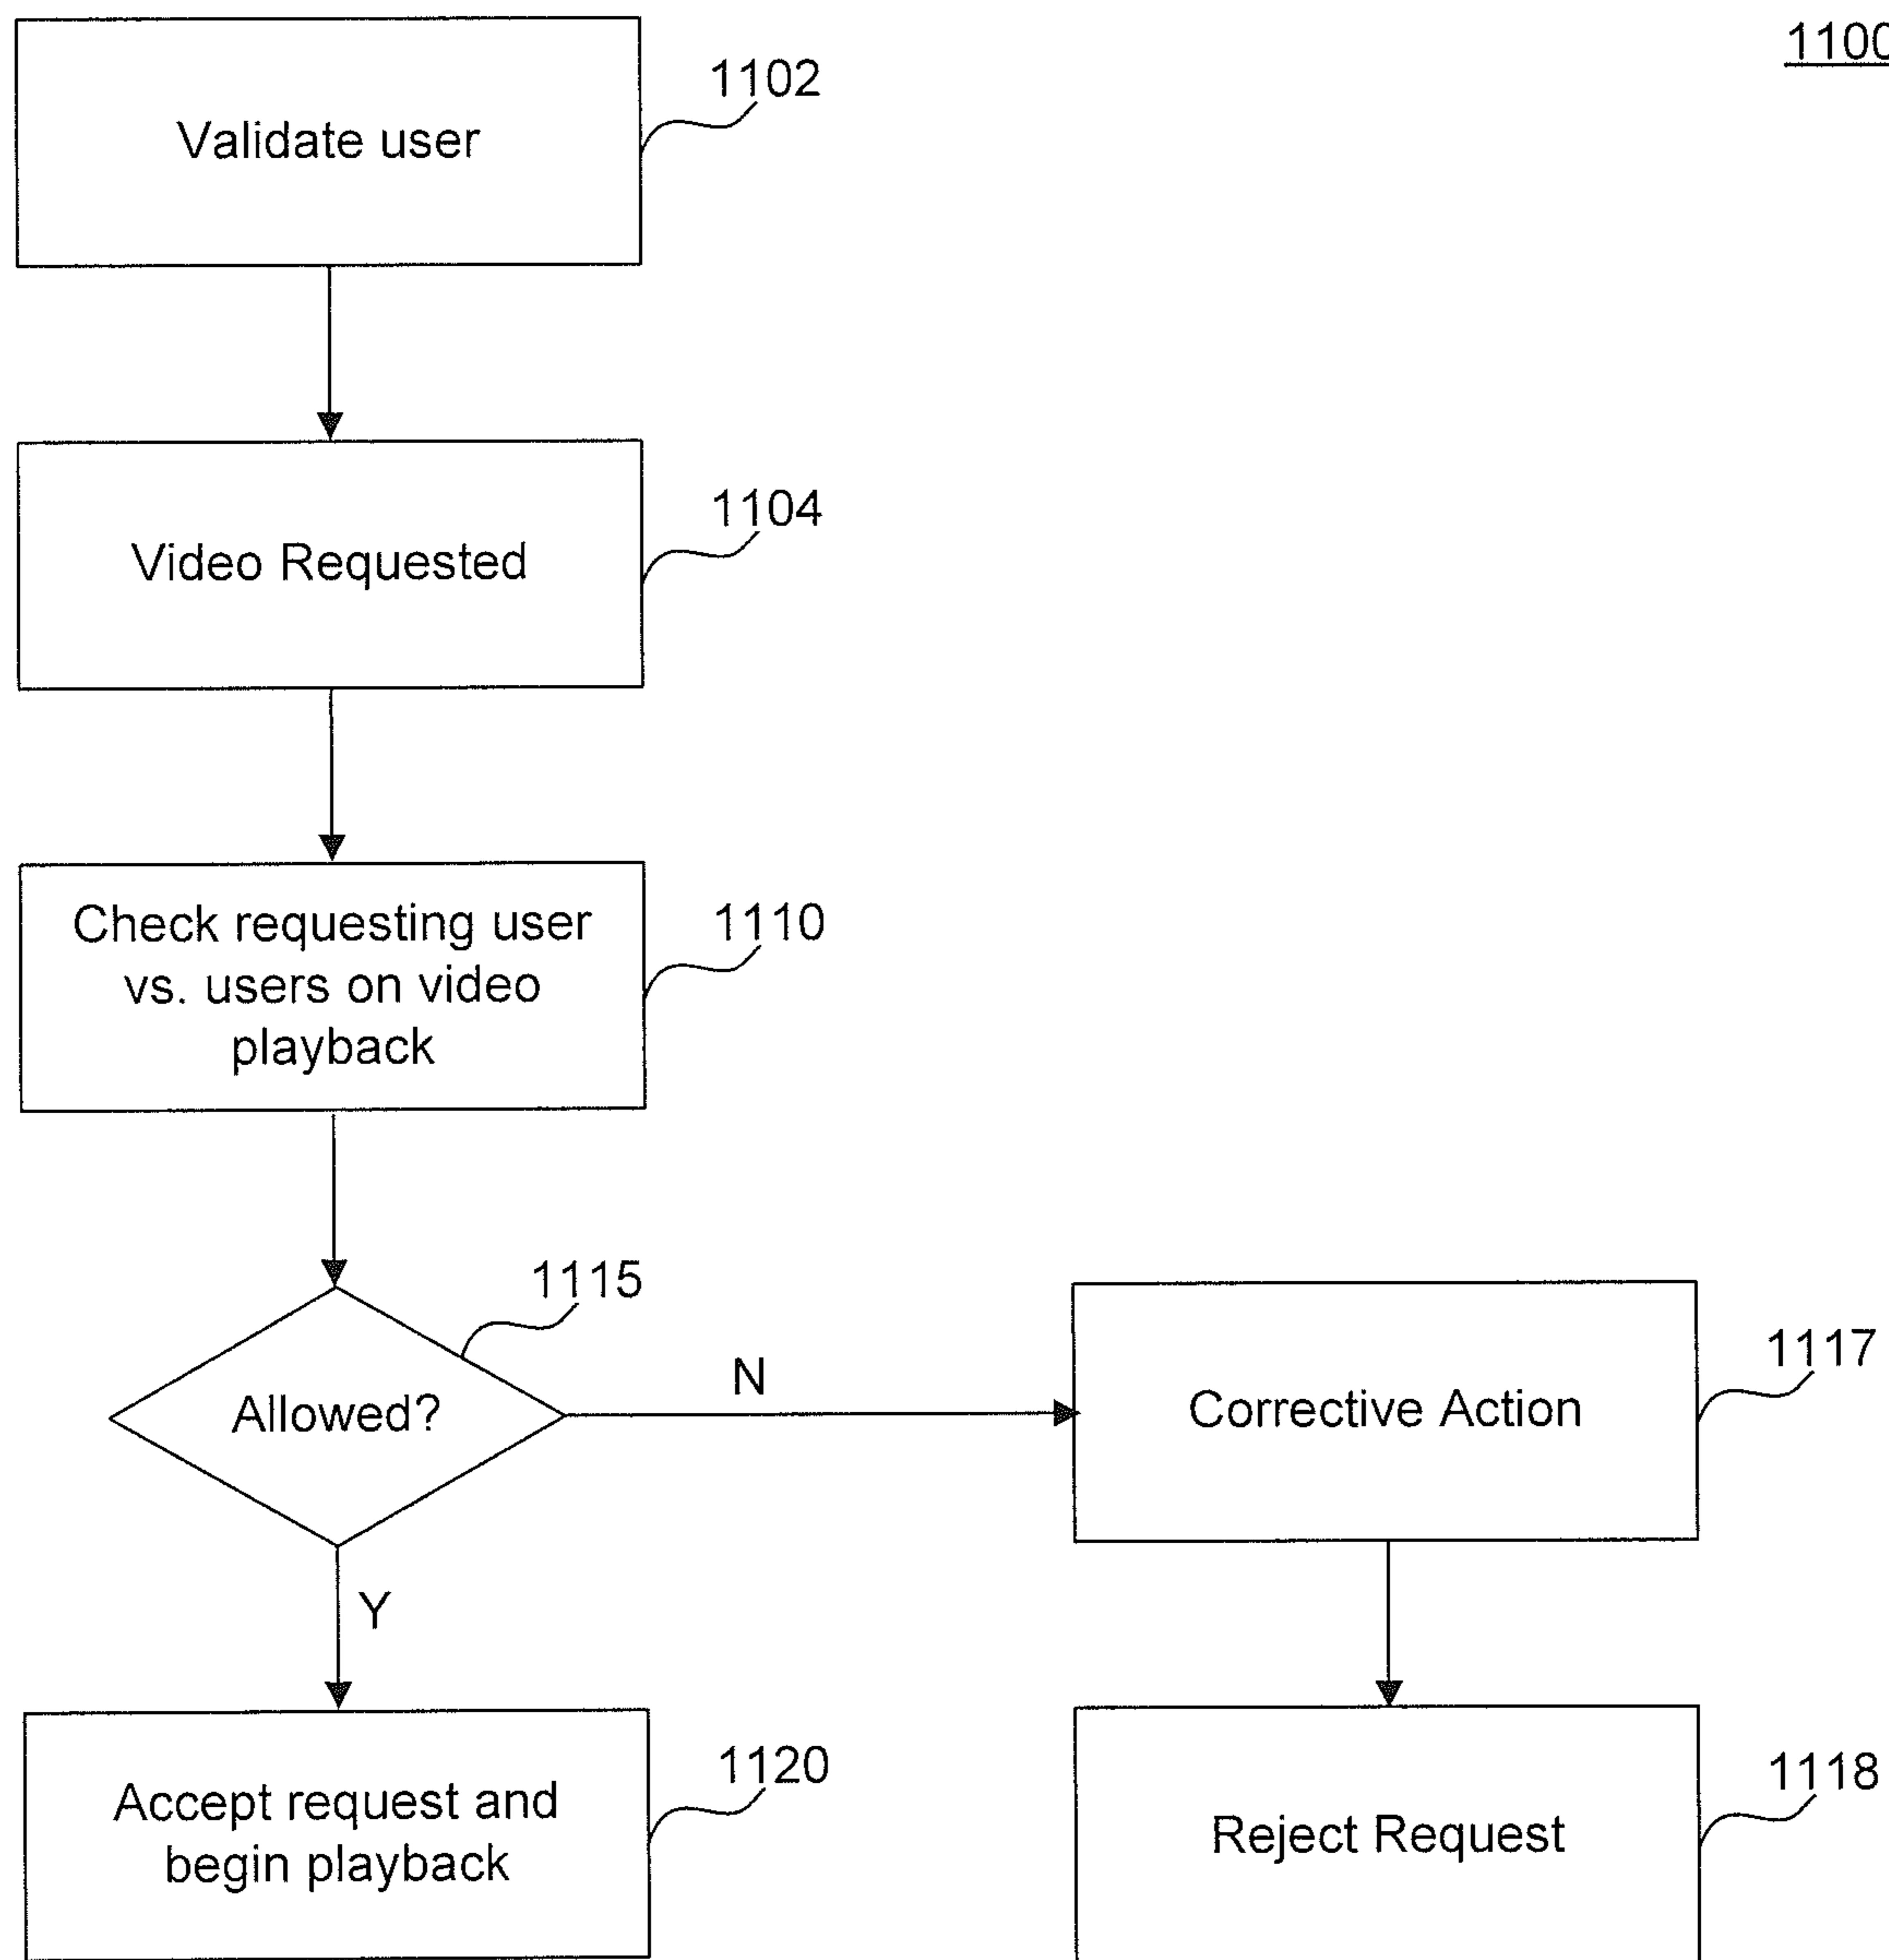 1100
Validate user
1102
Video Requested
1104
Check requesting user
vs. users on video
playback
1110
Allowed?
1115
N
Corrective Action
1117
Y
Accept request and
begin playback
1120
Reject Request
1118